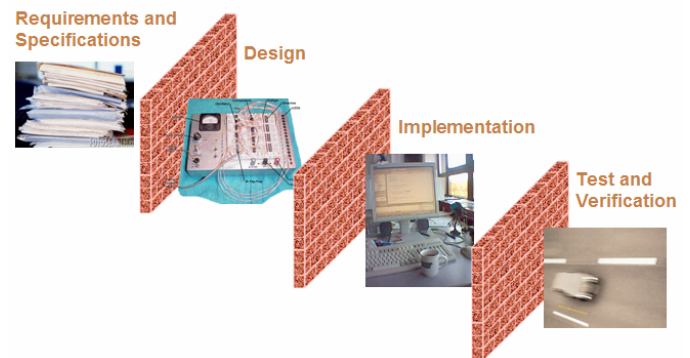 Requirements and
Specifications
Design
Implementation
Test and
Verification